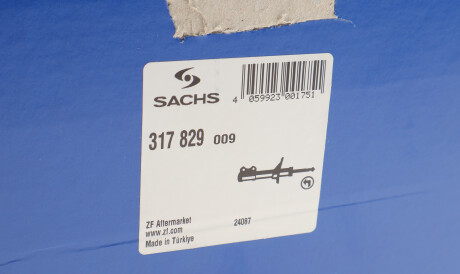 SACHS
4 059923 001751
317 829 009
ZF Aftermarket
www.zf.com
Made in Türkiye
24087